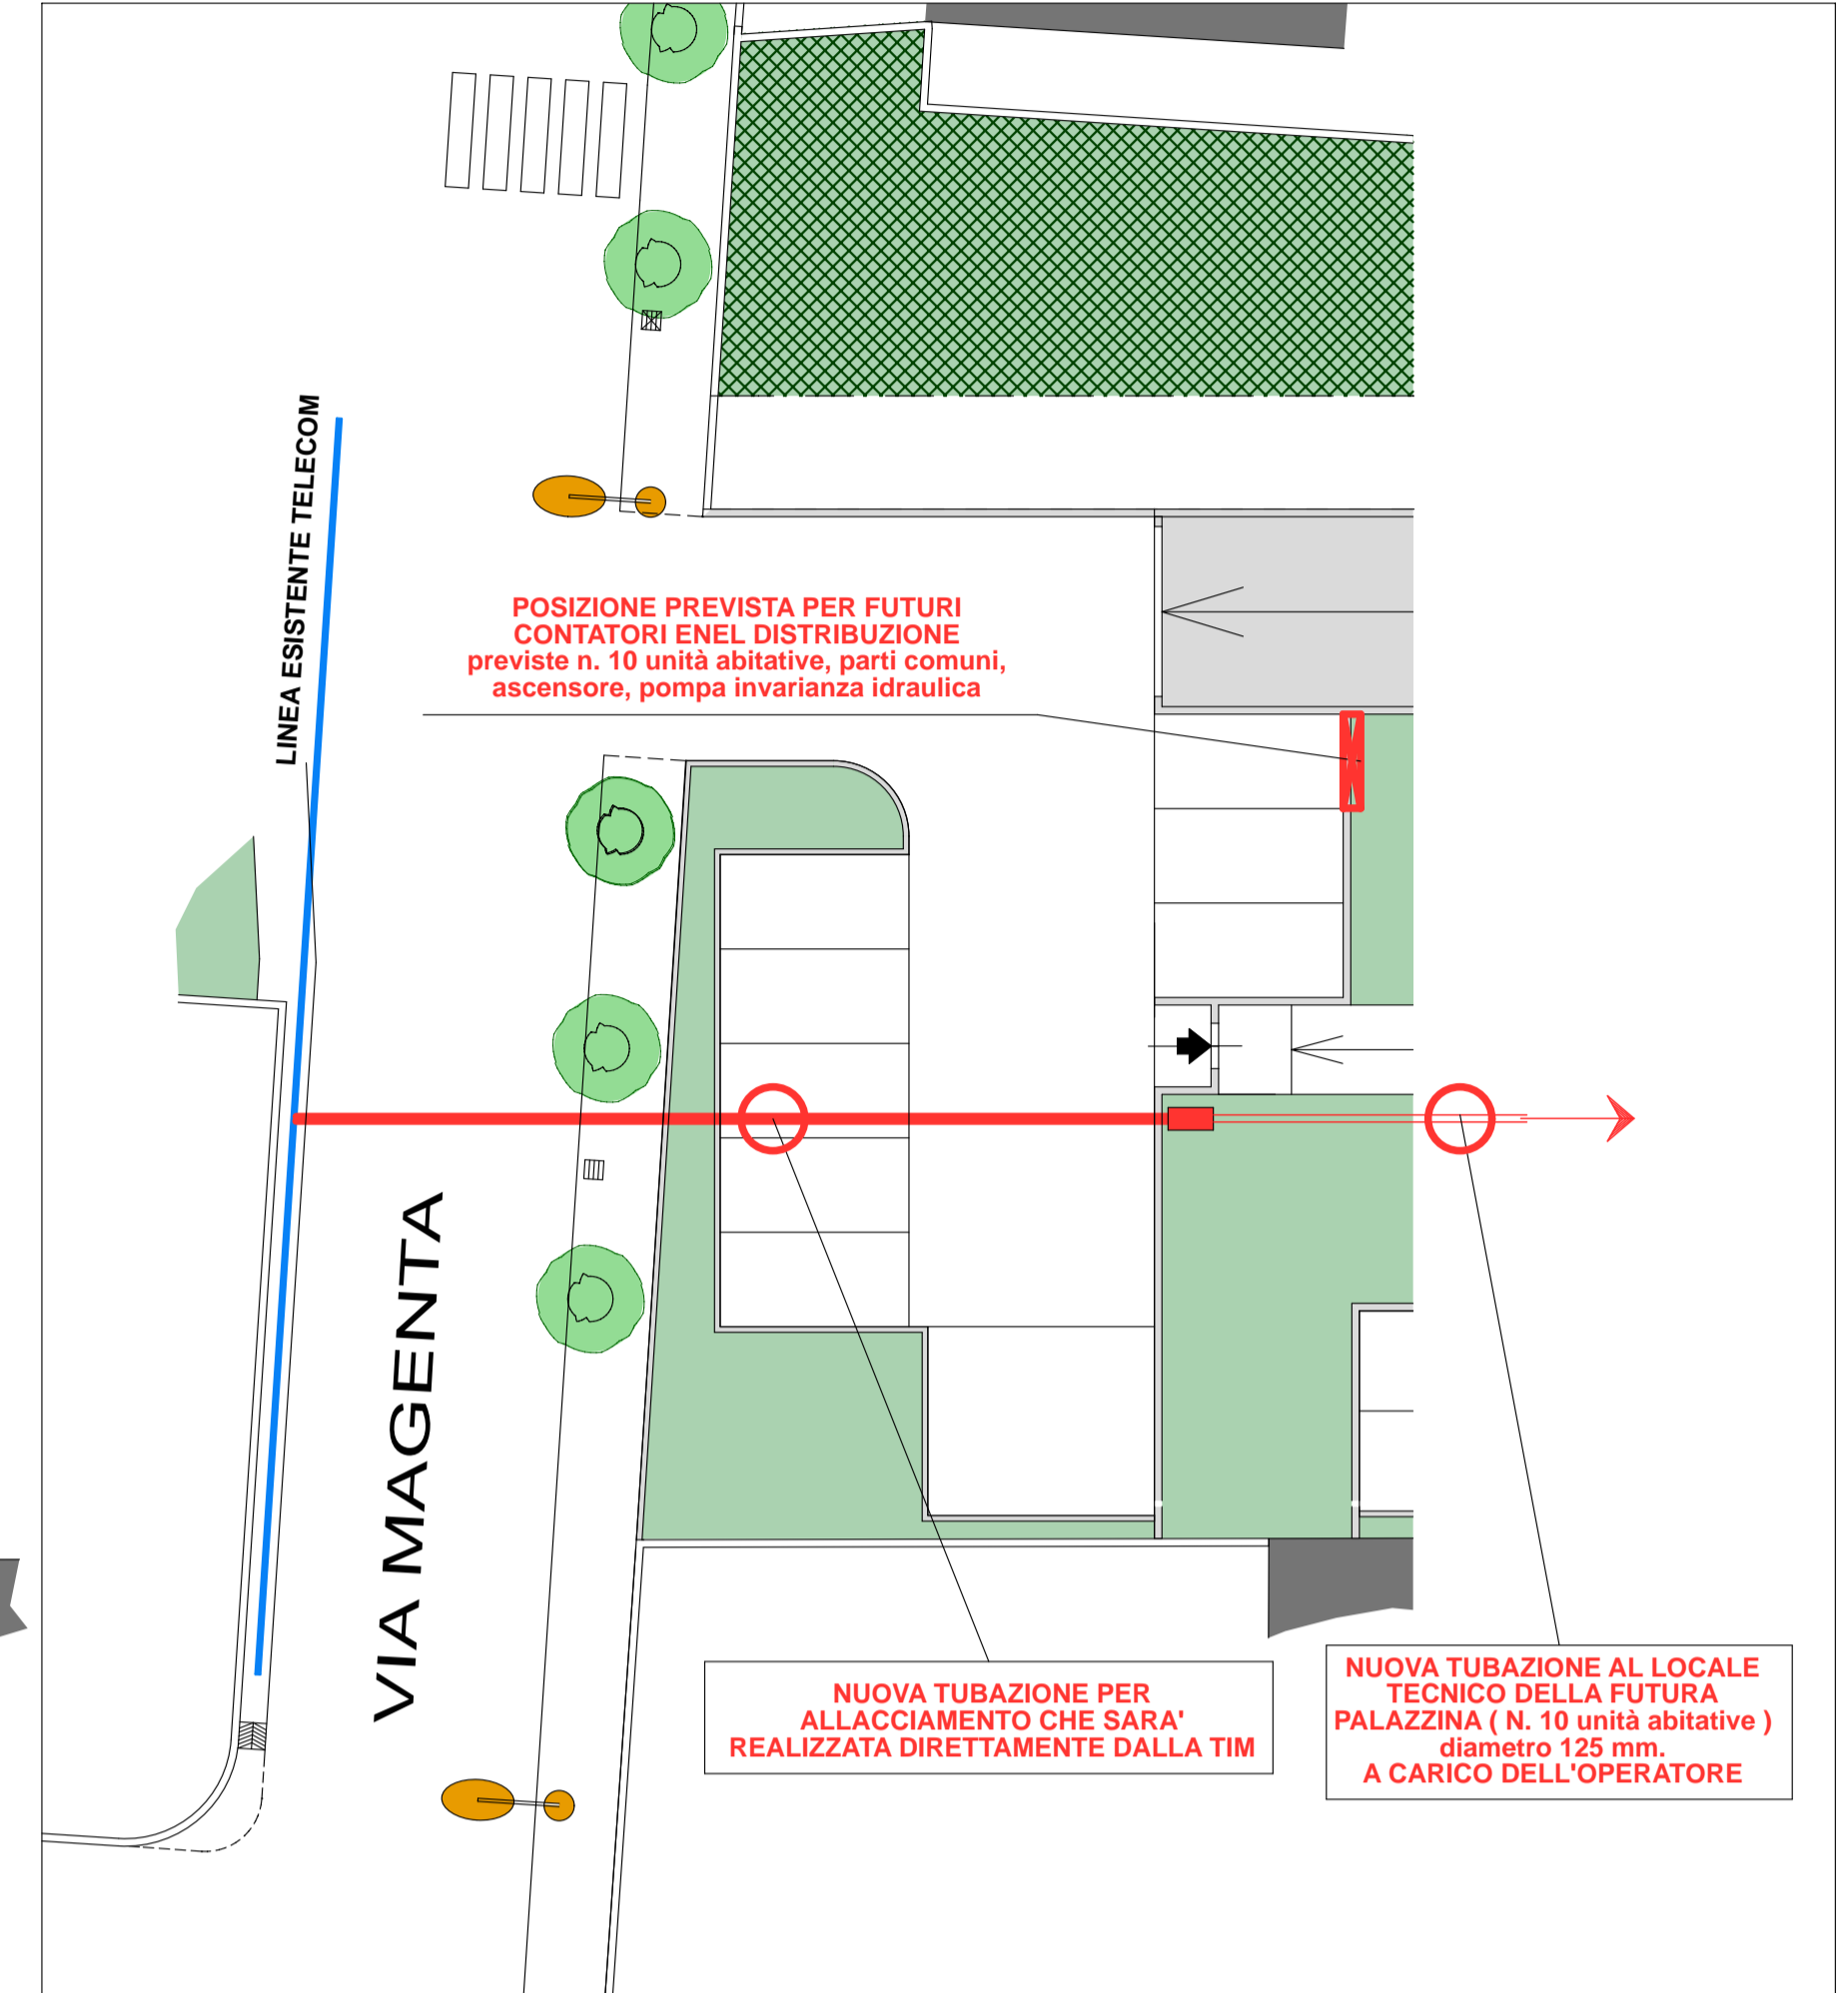 LINEA ESISTENTE TELECOM
POSIZIONE PREVISTA PER FUTURI
CONTATORI ENEL DISTRIBUZIONE
previste n. 10 unità abitative, parti comuni,
ascensore, pompa invarianza idraulica
VIA MAGENTA
NUOVA TUBAZIONE PER
ALLACCIAMENTO CHE SARA'
REALIZZATA DIRETTAMENTE DALLA TIM
NUOVA TUBAZIONE AL LOCALE
TECNICO DELLA FUTURA
PALAZZINA ( N. 10 unità abitative )
diametro 125 mm.
A CARICO DELL'OPERATORE